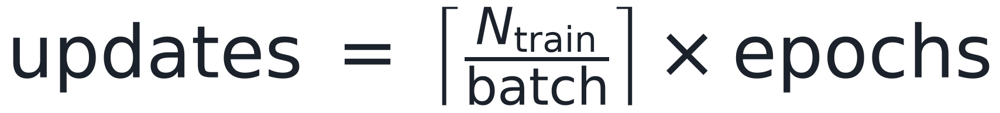 updates = ⌈N_train / batch⌉ × epochs